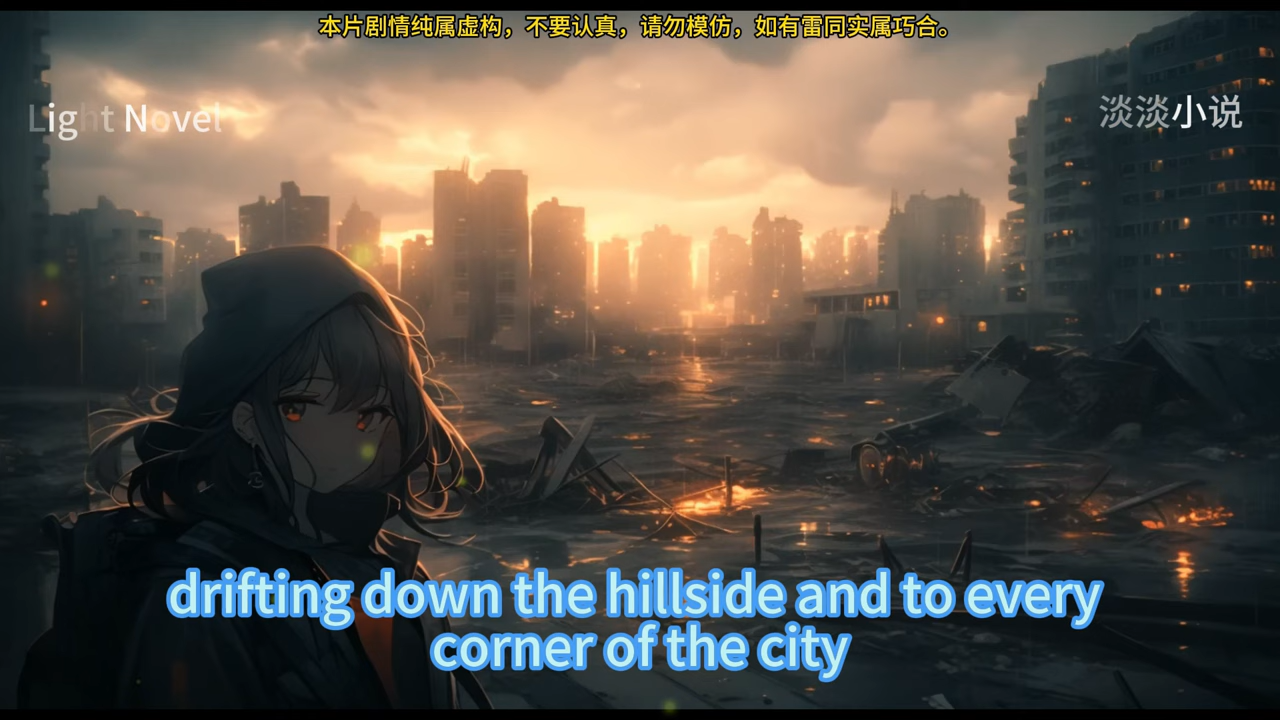 本片剧情纯属虚构，不要认真，请勿模仿，如有雷同实属巧合。
Light Novel
淡淡小说
drifting down the hillside and to every
corner of the city